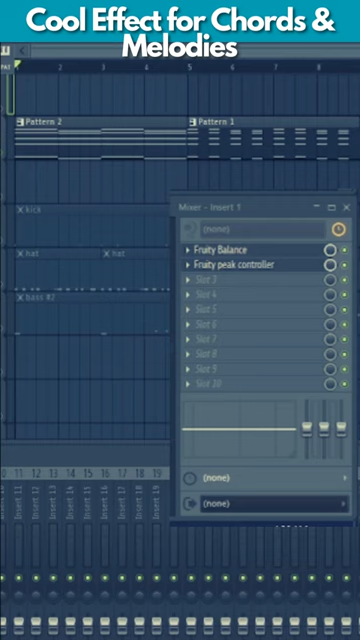 Cool Effect for Chords &
Melodies
PAT
1 2 3 4 5 6 7 8
Pattern 2 Pattern 1
kick
hat hat
bass #2
Mixer - Insert 1
(none)
Fruity Balance
Fruity peak controller
Slot 3
Slot 4
Slot 5
Slot 6
Slot 7
Slot 8
Slot 9
Slot 10
(none)
(none)
11 12 13 14 15 16 17 18 19
Insert 11 Insert 12 Insert 13 Insert 14 Insert 15 Insert 16 Insert 17 Insert 18 Insert 19